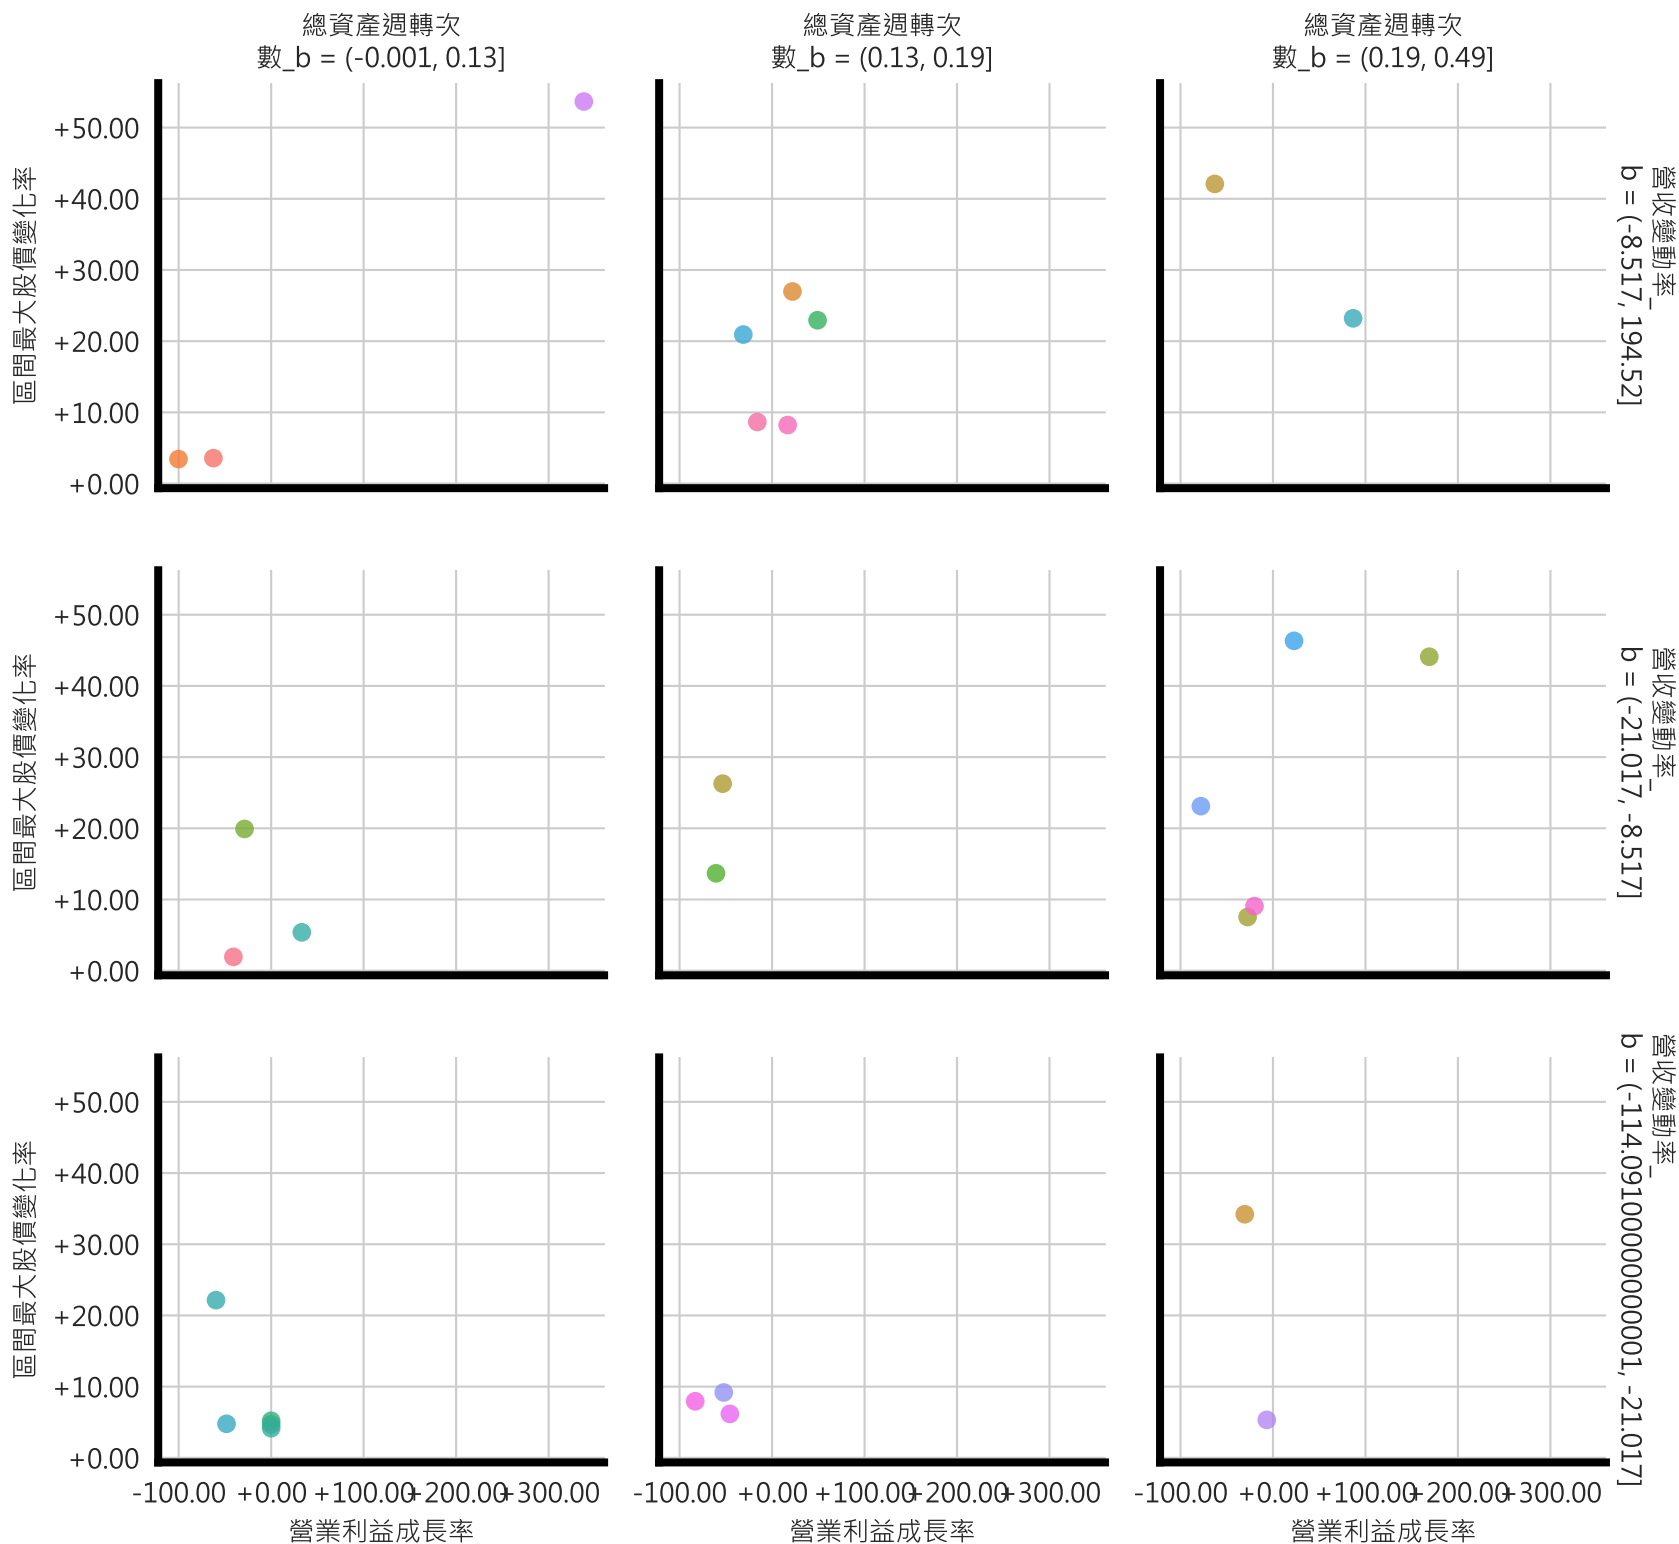 總資產週轉次
數_b = (-0.001, 0.13]
總資產週轉次
數_b = (0.13, 0.19]
總資產週轉次
數_b = (0.19, 0.49]
+50.00
+40.00
+30.00
+20.00
+10.00
+0.00
區間最大股價變化率
營收變動率_
b = (-8.517, 194.52]
+50.00
+40.00
+30.00
+20.00
+10.00
+0.00
區間最大股價變化率
營收變動率_
b = (-21.017, -8.517]
+50.00
+40.00
+30.00
+20.00
+10.00
+0.00
區間最大股價變化率
營收變動率_
b = (-114.09100000000000001, -21.017]
-100.00 +0.00 +100.00 +200.00 +300.00
-100.00 +0.00 +100.00 +200.00 +300.00
-100.00 +0.00 +100.00 +200.00 +300.00
營業利益成長率
營業利益成長率
營業利益成長率